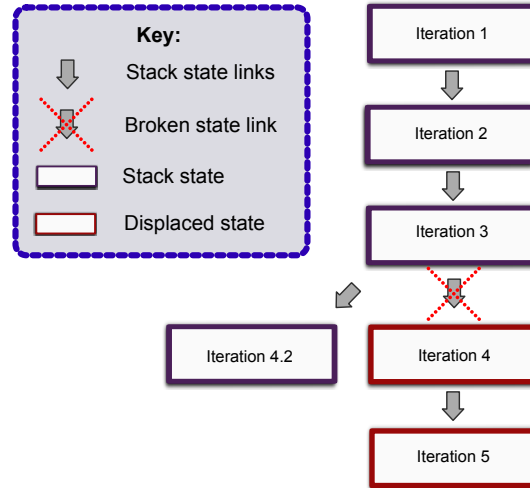 Key:
Stack state links
Broken state link
Stack state
Displaced state
Iteration 1
Iteration 2
Iteration 3
Iteration 4.2
Iteration 4
Iteration 5